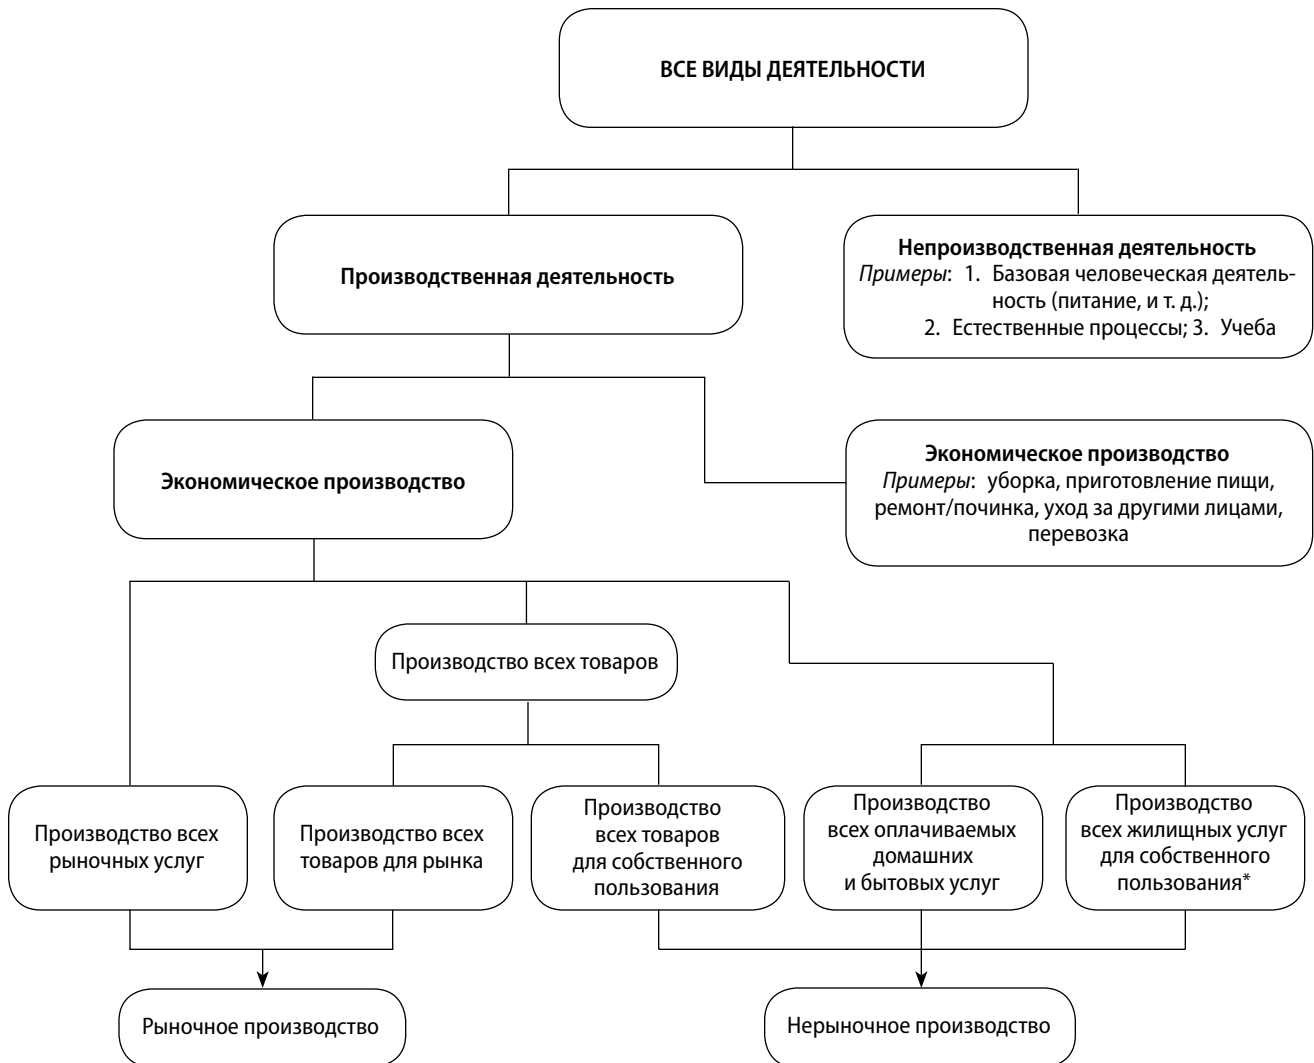 ВСЕ ВИДЫ ДЕЯТЕЛЬНОСТИ
Производственная деятельность
Непроизводственная деятельность
Примеры: 1. Базовая человеческая деятель-
ность (питание, и т. д.);
2. Естественные процессы; 3. Учеба
Экономическое производство
Экономическое производство
Примеры: уборка, приготовление пищи,
ремонт/починка, уход за другими лицами,
перевозка
Производство всех товаров
Производство всех
рыночных услуг
Производство всех
товаров для рынка
Производство
всех товаров
для собственного
пользования
Производство
всех оплачиваемых
домашних
и бытовых услуг
Производство
всех жилищных услуг
для собственного
пользования*
Рыночное производство
Нерыночное производство